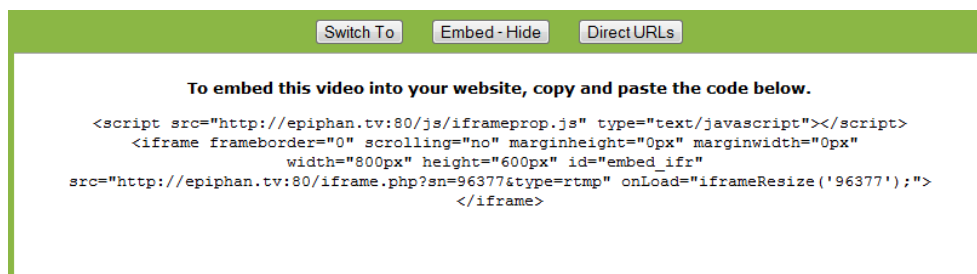 Switch To Embed - Hide Direct URLs
To embed this video into your website, copy and paste the code below.
<script src="http://epiphan.tv:80/js/iframeprop.js" type="text/javascript"></script>
<iframe frameborder="0" scrolling="no" marginheight="0px" marginwidth="0px"
width="800px" height="600px" id="embed_ifr"
src="http://epiphan.tv:80/iframe.php?sn=96377&type=rtmp" onLoad="iframeResize('96377');">
</iframe>